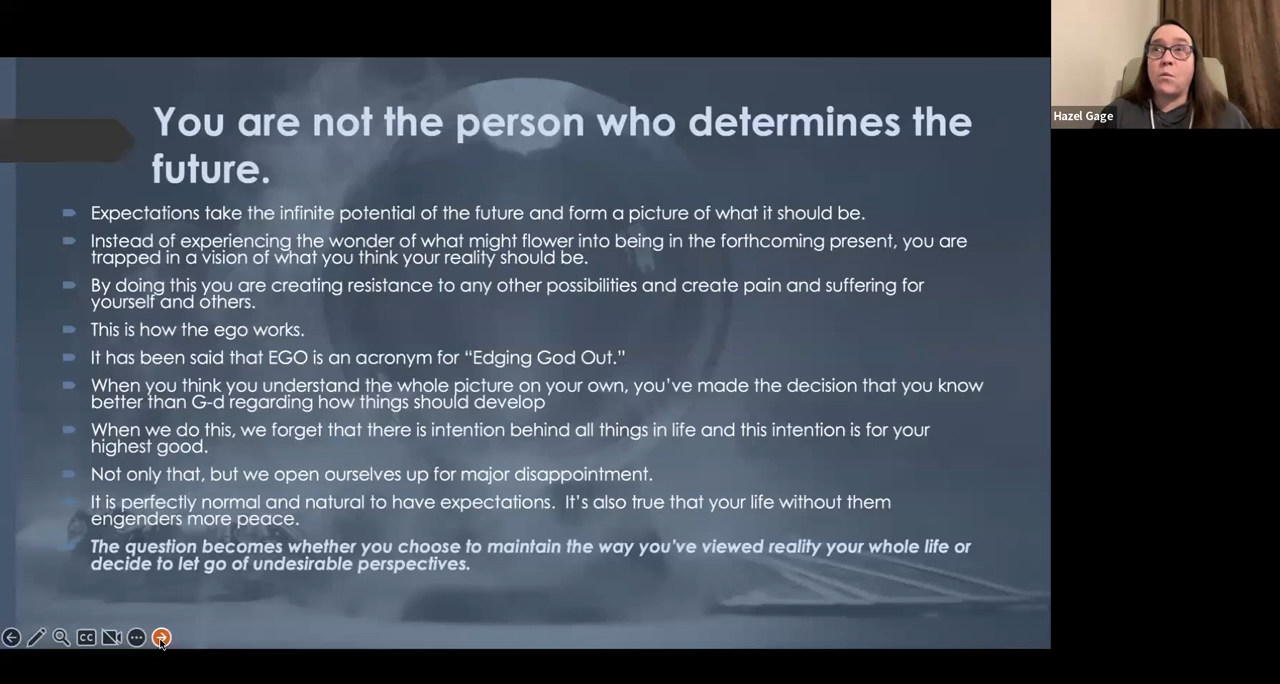 You are not the person who determines the
future.
Expectations take the infinite potential of the future and form a picture of what it should be.
Instead of experiencing the wonder of what might flower into being in the forthcoming present, you are
trapped in a vision of what you think your reality should be.
By doing this you are creating resistance to any other possibilities and create pain and suffering for
yourself and others.
This is how the ego works.
It has been said that EGO is an acronym for “Edging God Out.”
When you think you understand the whole picture on your own, you’ve made the decision that you know
better than G-d regarding how things should develop
When we do this, we forget that there is intention behind all things in life and this intention is for your
highest good.
Not only that, but we open ourselves up for major disappointment.
It is perfectly normal and natural to have expectations.  It’s also true that your life without them
engenders more peace.
The question becomes whether you choose to maintain the way you’ve viewed reality your whole life or
decide to let go of undesirable perspectives.
CC
Hazel Gage